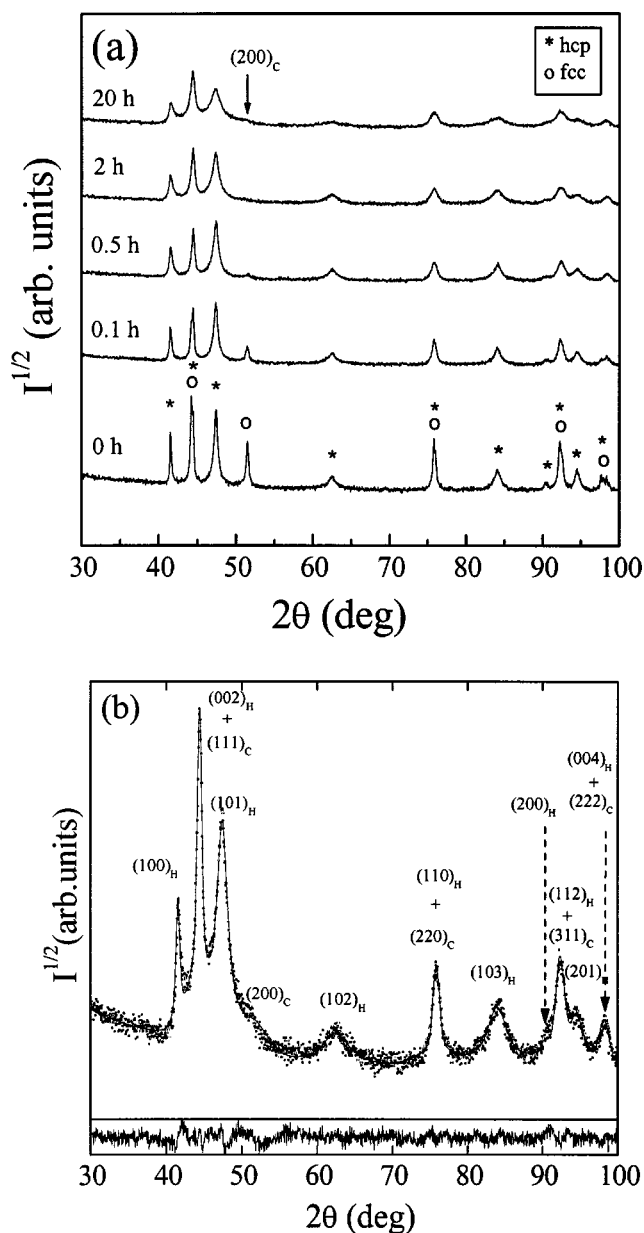 (a)
(200)C
* hcp
o fcc
20 h
2 h
0.5 h
0.1 h
0 h
*
o
*
*
o
*
*
o
*
*
*
o
*
*
o
I1/2 (arb. units)
30 40 50 60 70 80 90 100
2θ (deg)
(b)
(002)H
+
(111)C
(101)H
(100)H
(200)C
(102)H
(110)H
+
(220)C
(103)H
(200)H
(004)H
+
(222)C
(112)H
+
(311)C
(201)
I1/2(arb.units)
30 40 50 60 70 80 90 100
2θ (deg)